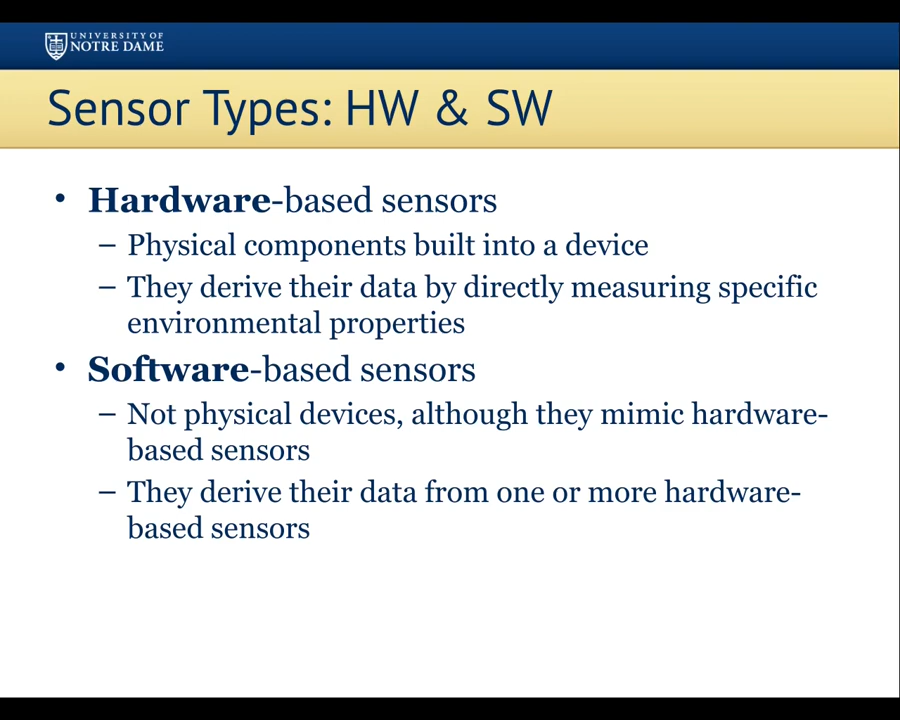 UNIVERSITY OF
NOTRE DAME
Sensor Types: HW & SW
• Hardware-based sensors
– Physical components built into a device
– They derive their data by directly measuring specific
environmental properties
• Software-based sensors
– Not physical devices, although they mimic hardware-
based sensors
– They derive their data from one or more hardware-
based sensors